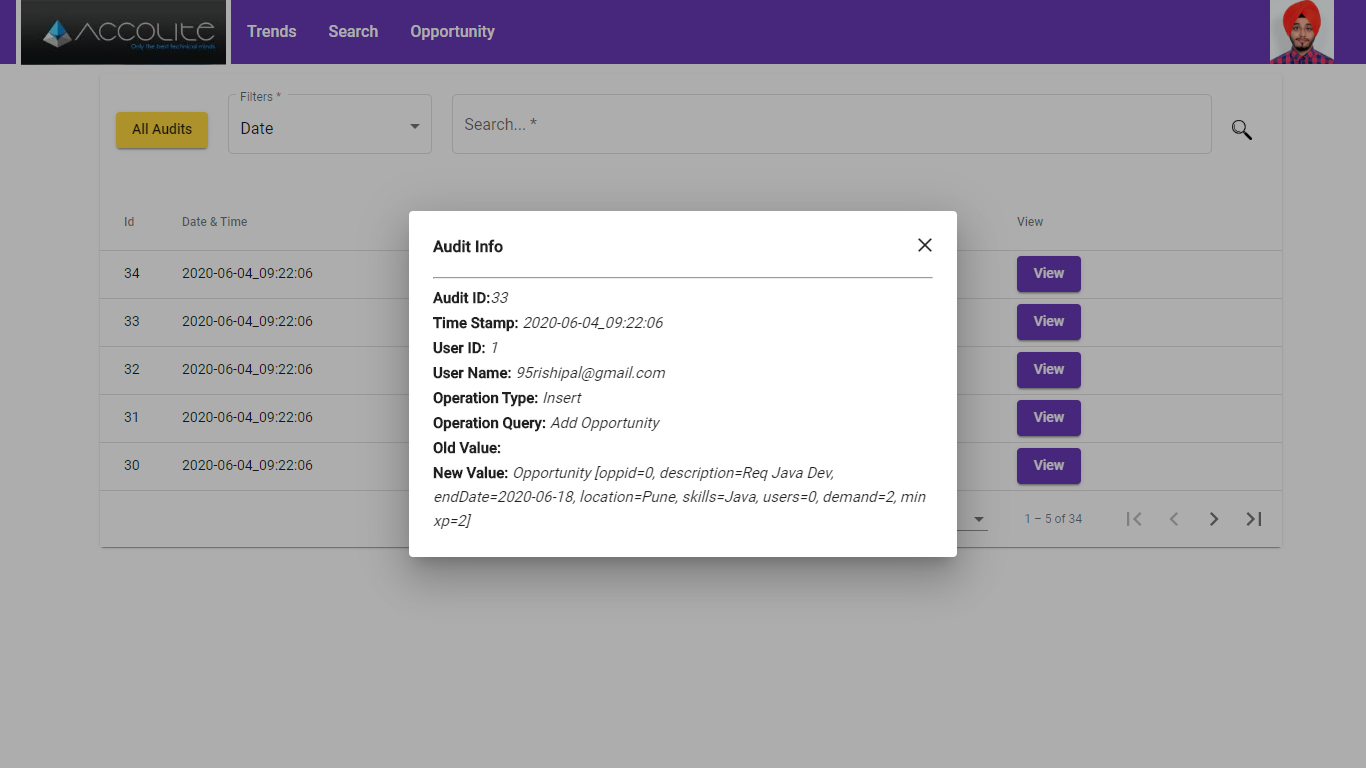 ACCOLITE
Only the best technical minds
Trends Search Opportunity
Filters *
All Audits Date Search... *
Id Date & Time View
Audit Info
34 2020-06-04_09:22:06 View
33 2020-06-04_09:22:06 View
32 2020-06-04_09:22:06 View
31 2020-06-04_09:22:06 View
30 2020-06-04_09:22:06 View
Audit ID:33
Time Stamp: 2020-06-04_09:22:06
User ID: 1
User Name: 95rishipal@gmail.com
Operation Type: Insert
Operation Query: Add Opportunity
Old Value:
New Value: Opportunity [oppid=0, description=Req Java Dev,
endDate=2020-06-18, location=Pune, skills=Java, users=0, demand=2, min
xp=2]
1 – 5 of 34